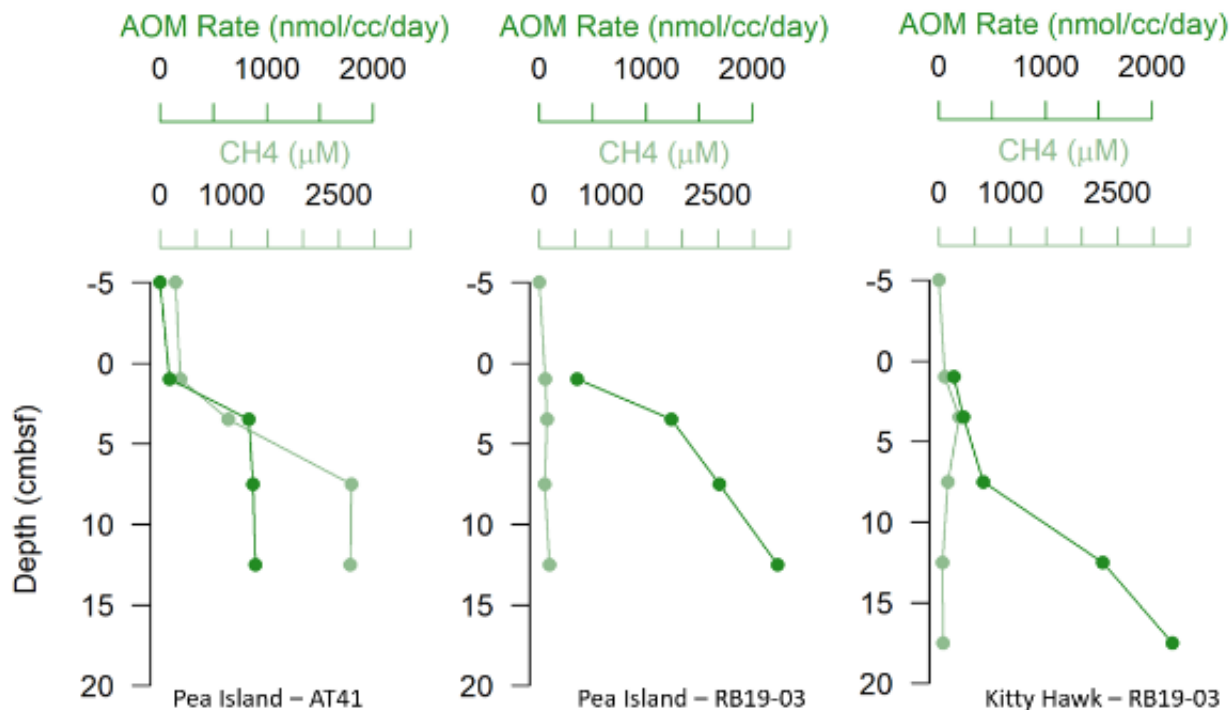 AOM Rate (nmol/cc/day) AOM Rate (nmol/cc/day) AOM Rate (nmol/cc/day)
0 1000 2000 0 1000 2000 0 1000 2000
CH4 (μM) CH4 (μM) CH4 (μM)
0 1000 2500 0 1000 2500 0 1000 2500
Depth (cmbsf)
-5 -5 -5
0 0 0
5 5 5
10 10 10
15 15 15
20 20 20
Pea Island – AT41 Pea Island – RB19-03 Kitty Hawk – RB19-03